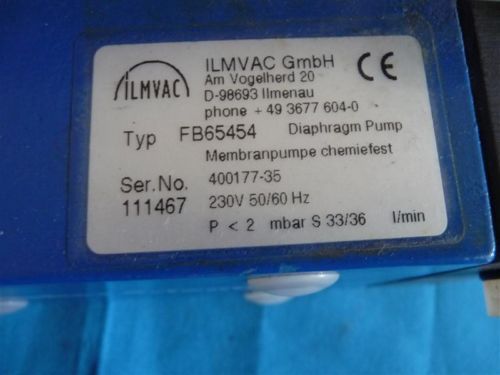 ILMVAC
ILMVAC GmbH
Am Vogelherd 20
D-98693 Ilmenau
phone + 49 3677 604-0
CE
Typ FB65454 Diaphragm Pump
Membranpumpe chemiefest
Ser.No. 400177-35
111467 230V 50/60 Hz
P < 2 mbar S 33/36 l/min